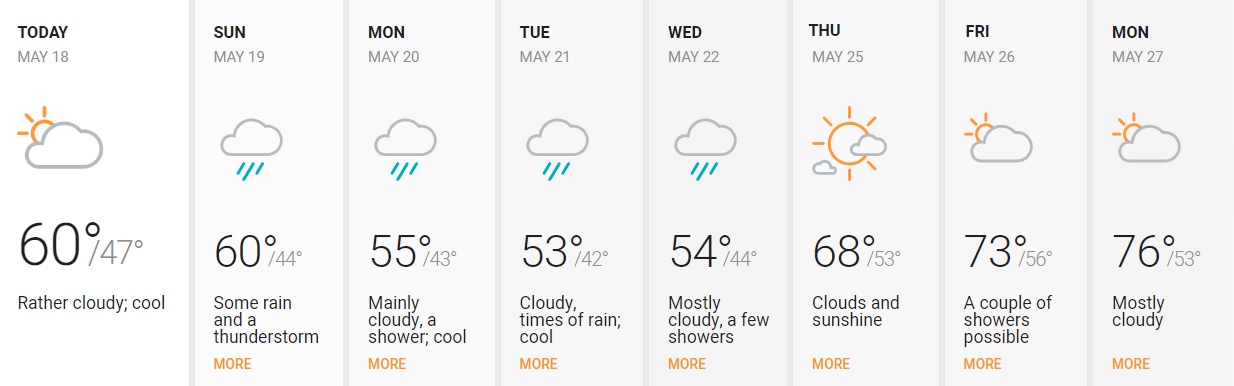 TODAY
MAY 18
60°/47°
Rather cloudy; cool
SUN
MAY 19
60°/44°
Some rain
and a
thunderstorm
MORE
MON
MAY 20
55°/43°
Mainly
cloudy, a
shower; cool
MORE
TUE
MAY 21
53°/42°
Cloudy,
times of rain;
cool
MORE
WED
MAY 22
54°/44°
Mostly
cloudy, a few
showers
MORE
THU
MAY 25
68°/53°
Clouds and
sunshine
MORE
FRI
MAY 26
73°/56°
A couple of
showers
possible
MORE
MON
MAY 27
76°/53°
Mostly
cloudy
MORE